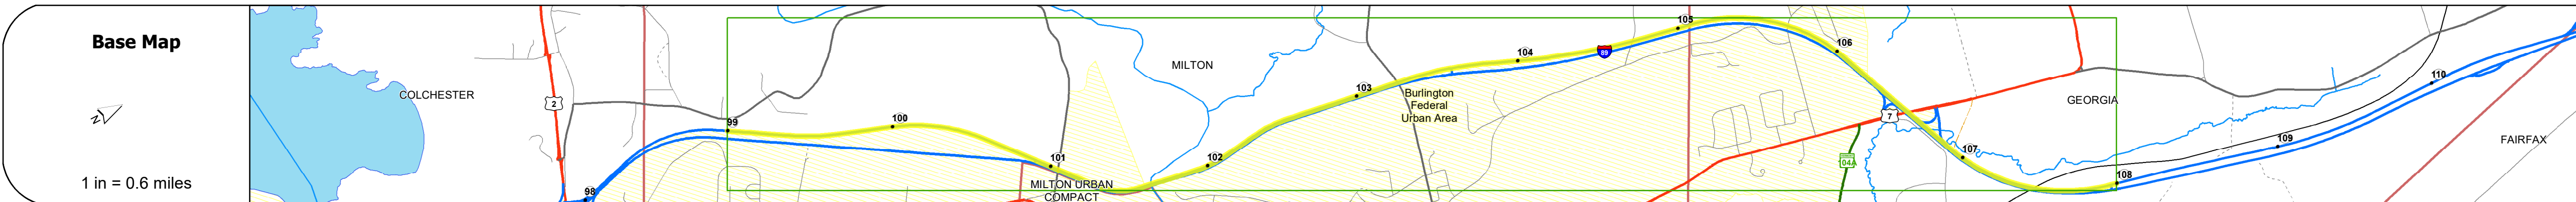 Base Map
N
1 in = 0.6 miles
COLCHESTER
2
98
99
100
101
MILTON URBAN
COMPACT
MILTON
102
103
Burlington
Federal
Urban Area
104
89
105
106
7
104A
107
GEORGIA
108
109
110
FAIRFAX